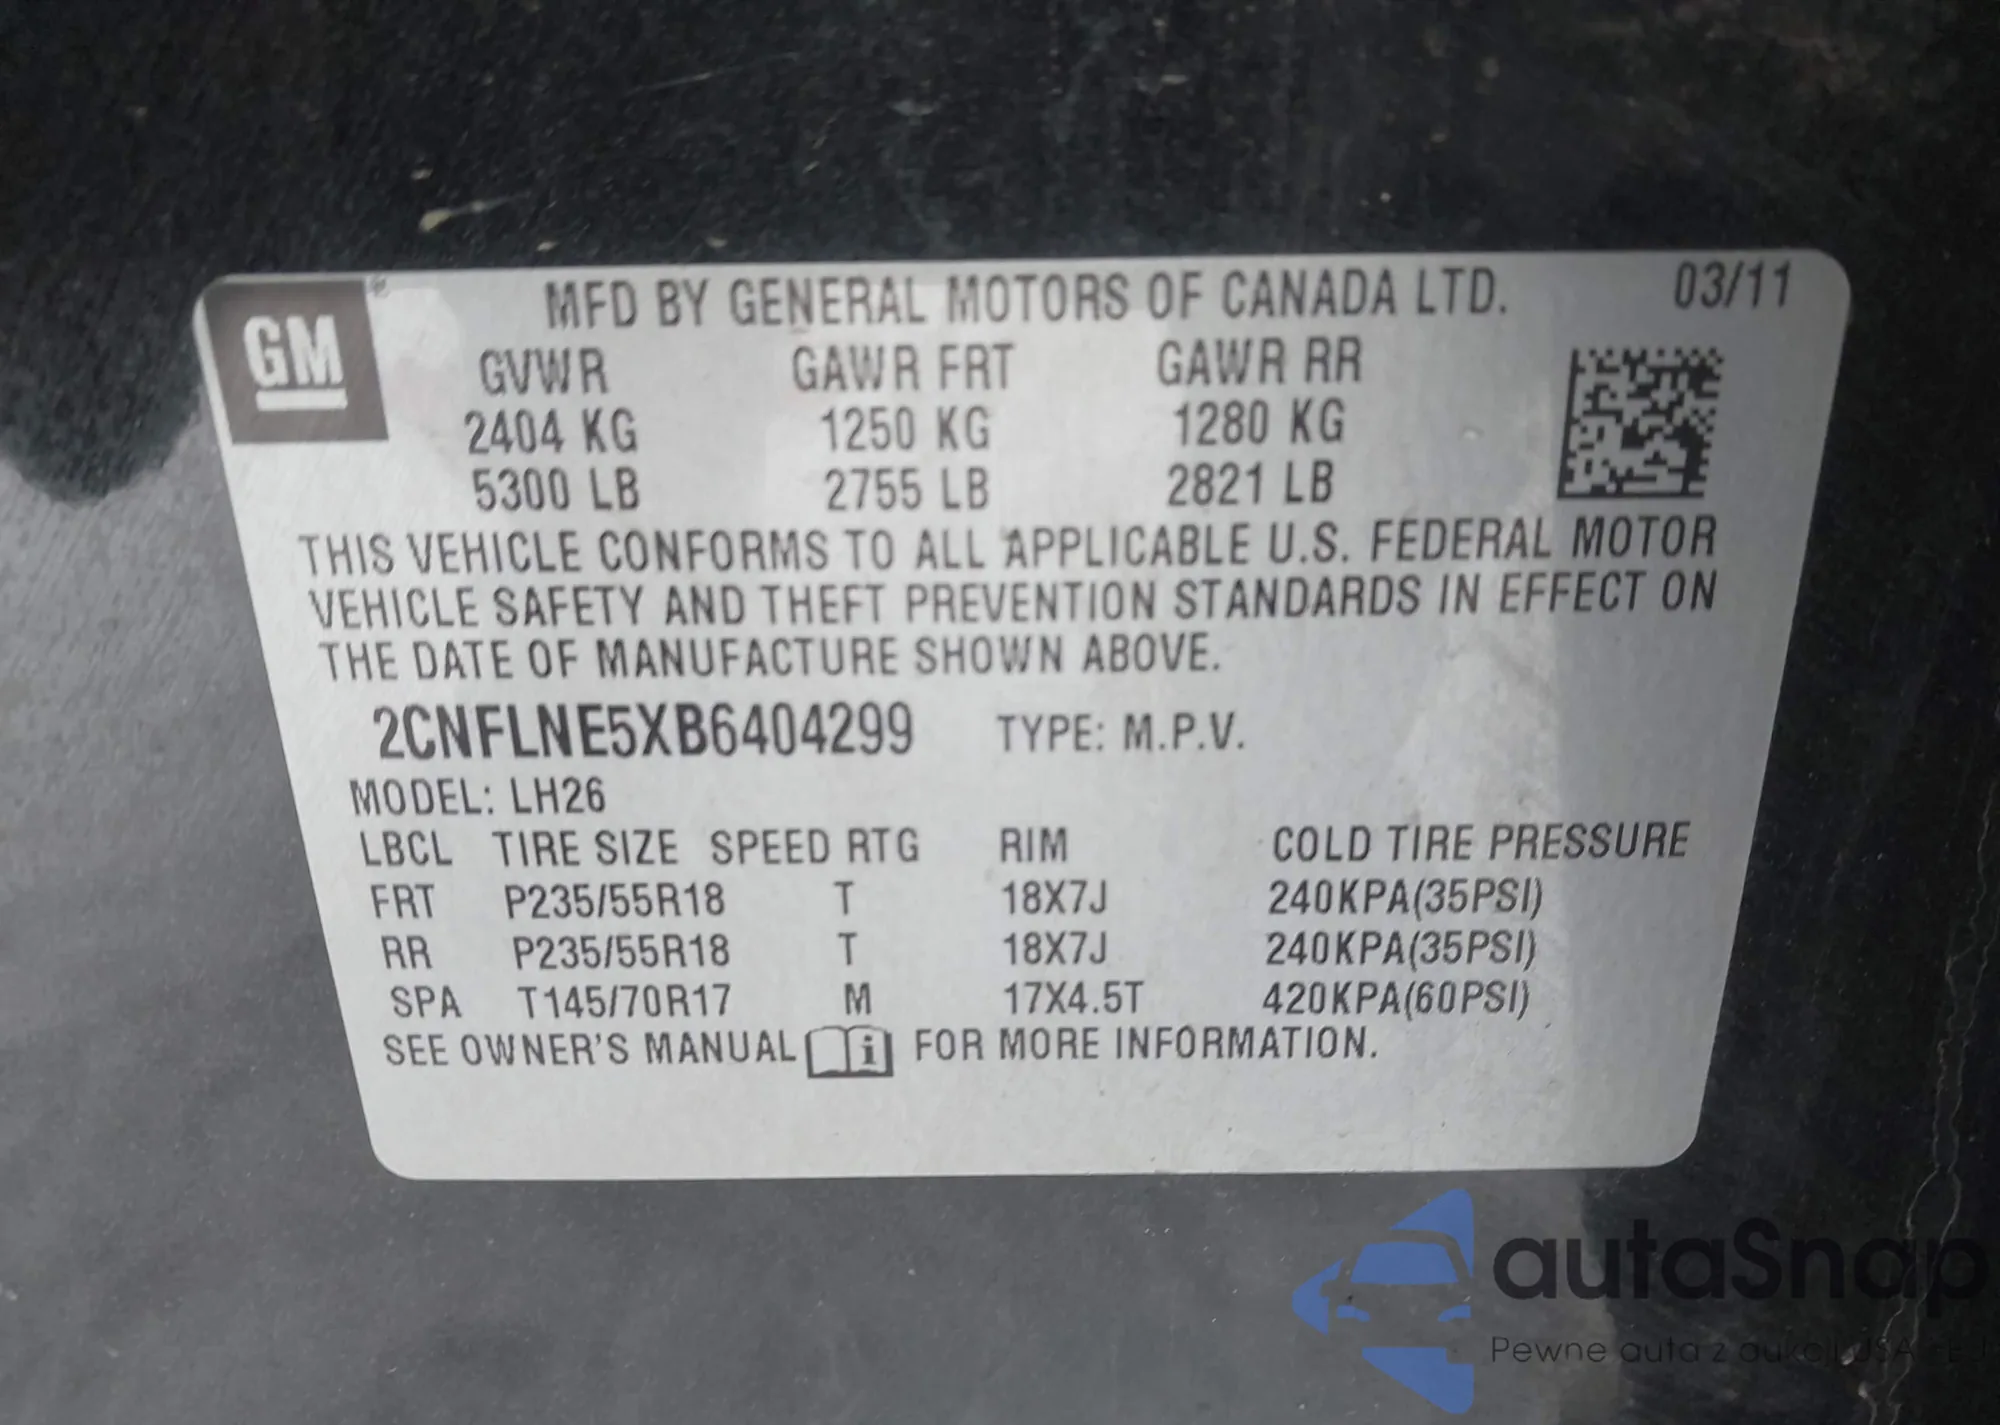 GM
MFD BY GENERAL MOTORS OF CANADA LTD. 03/11
GVWR GAWR FRT GAWR RR
2404 KG 1250 KG 1280 KG
5300 LB 2755 LB 2821 LB
THIS VEHICLE CONFORMS TO ALL APPLICABLE U.S. FEDERAL MOTOR
VEHICLE SAFETY AND THEFT PREVENTION STANDARDS IN EFFECT ON
THE DATE OF MANUFACTURE SHOWN ABOVE.
2CNFLNE5XB6404299 TYPE: M.P.V.
MODEL: LH26
LBCL TIRE SIZE SPEED RTG RIM COLD TIRE PRESSURE
FRT P235/55R18 T 18X7J 240KPA(35PSI)
RR P235/55R18 T 18X7J 240KPA(35PSI)
SPA T145/70R17 M 17X4.5T 420KPA(60PSI)
SEE OWNER'S MANUAL i FOR MORE INFORMATION.
autaSnap
Pewne auta z aukcji USA